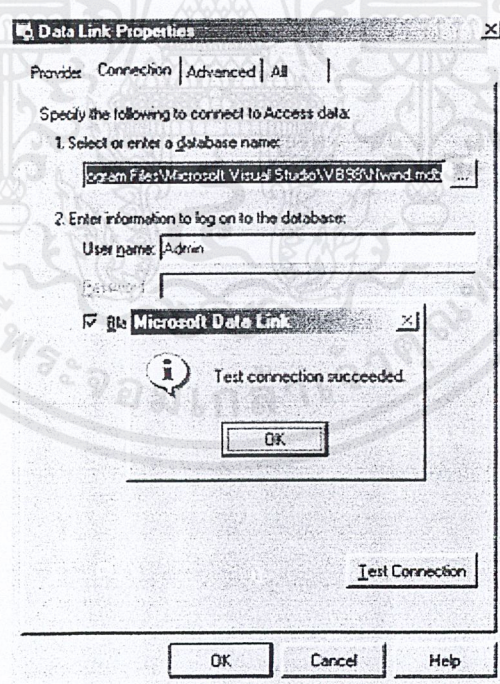 Data Link Properties
Provider Connection Advanced All
Specify the following to connect to Access data:
1. Select or enter a database name:
ogram Files\Microsoft Visual Studio\VB98\Nwind.mdb ...
2. Enter information to log on to the database:
User name: Admin
Password:
Microsoft Data Link
Test connection succeeded.
OK
Test Connection
OK Cancel Help